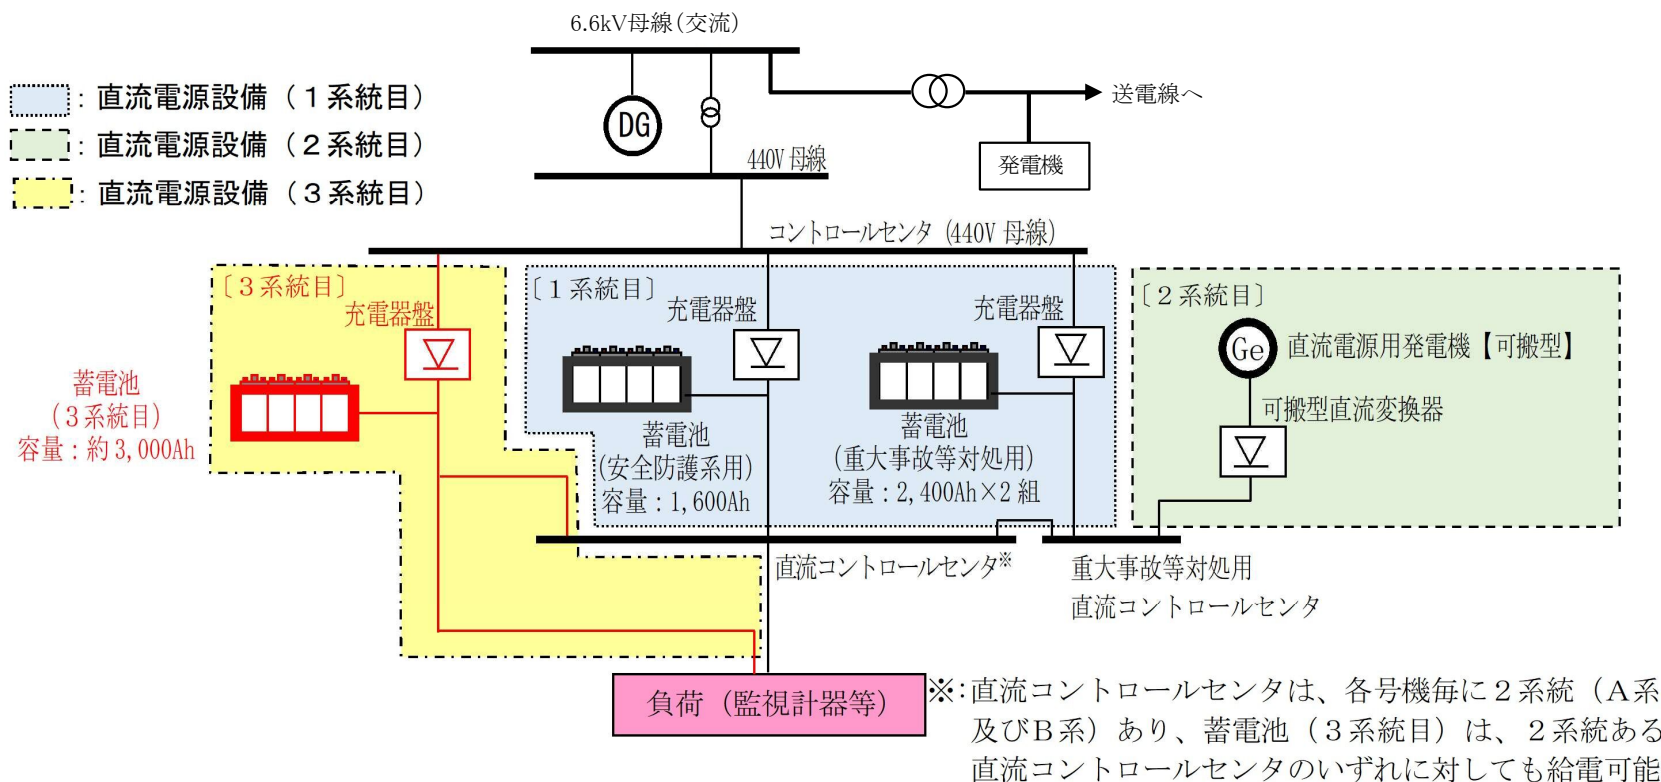 6.6kV母線(交流)
:直流電源設備（１系統目）
:直流電源設備（２系統目）
:直流電源設備（３系統目）
DG
送電線へ
発電機
440V母線
コントロールセンタ (440V 母線)
〔３系統目〕
充電器盤
蓄電池
(３系統目)
容量：約3,000Ah
〔１系統目〕
充電器盤
蓄電池
(安全防護系用)
容量：1,600Ah
充電器盤
蓄電池
(重大事故等対処用)
容量：2,400Ah×2 組
〔２系統目〕
Ge
直流電源用発電機【可搬型】
可搬型直流変換器
直流コントロールセンタ※
重大事故等対処用
直流コントロールセンタ
負荷（監視計器等）
※:直流コントロールセンタは、各号機毎に２系統（Ａ系
及びＢ系）あり、蓄電池（３系統目）は、２系統ある
直流コントロールセンタのいずれに対しても給電可能